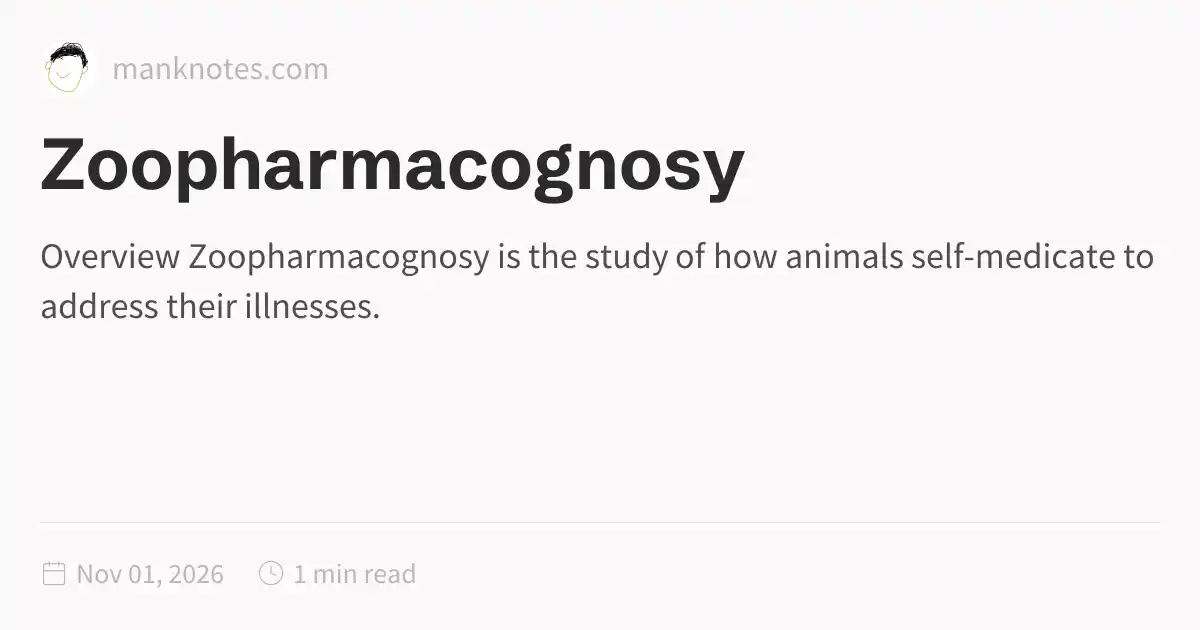 manknotes.com
Zoopharmacognosy
Overview Zoopharmacognosy is the study of how animals self-medicate to
address their illnesses.
Nov 01, 2026 1 min read